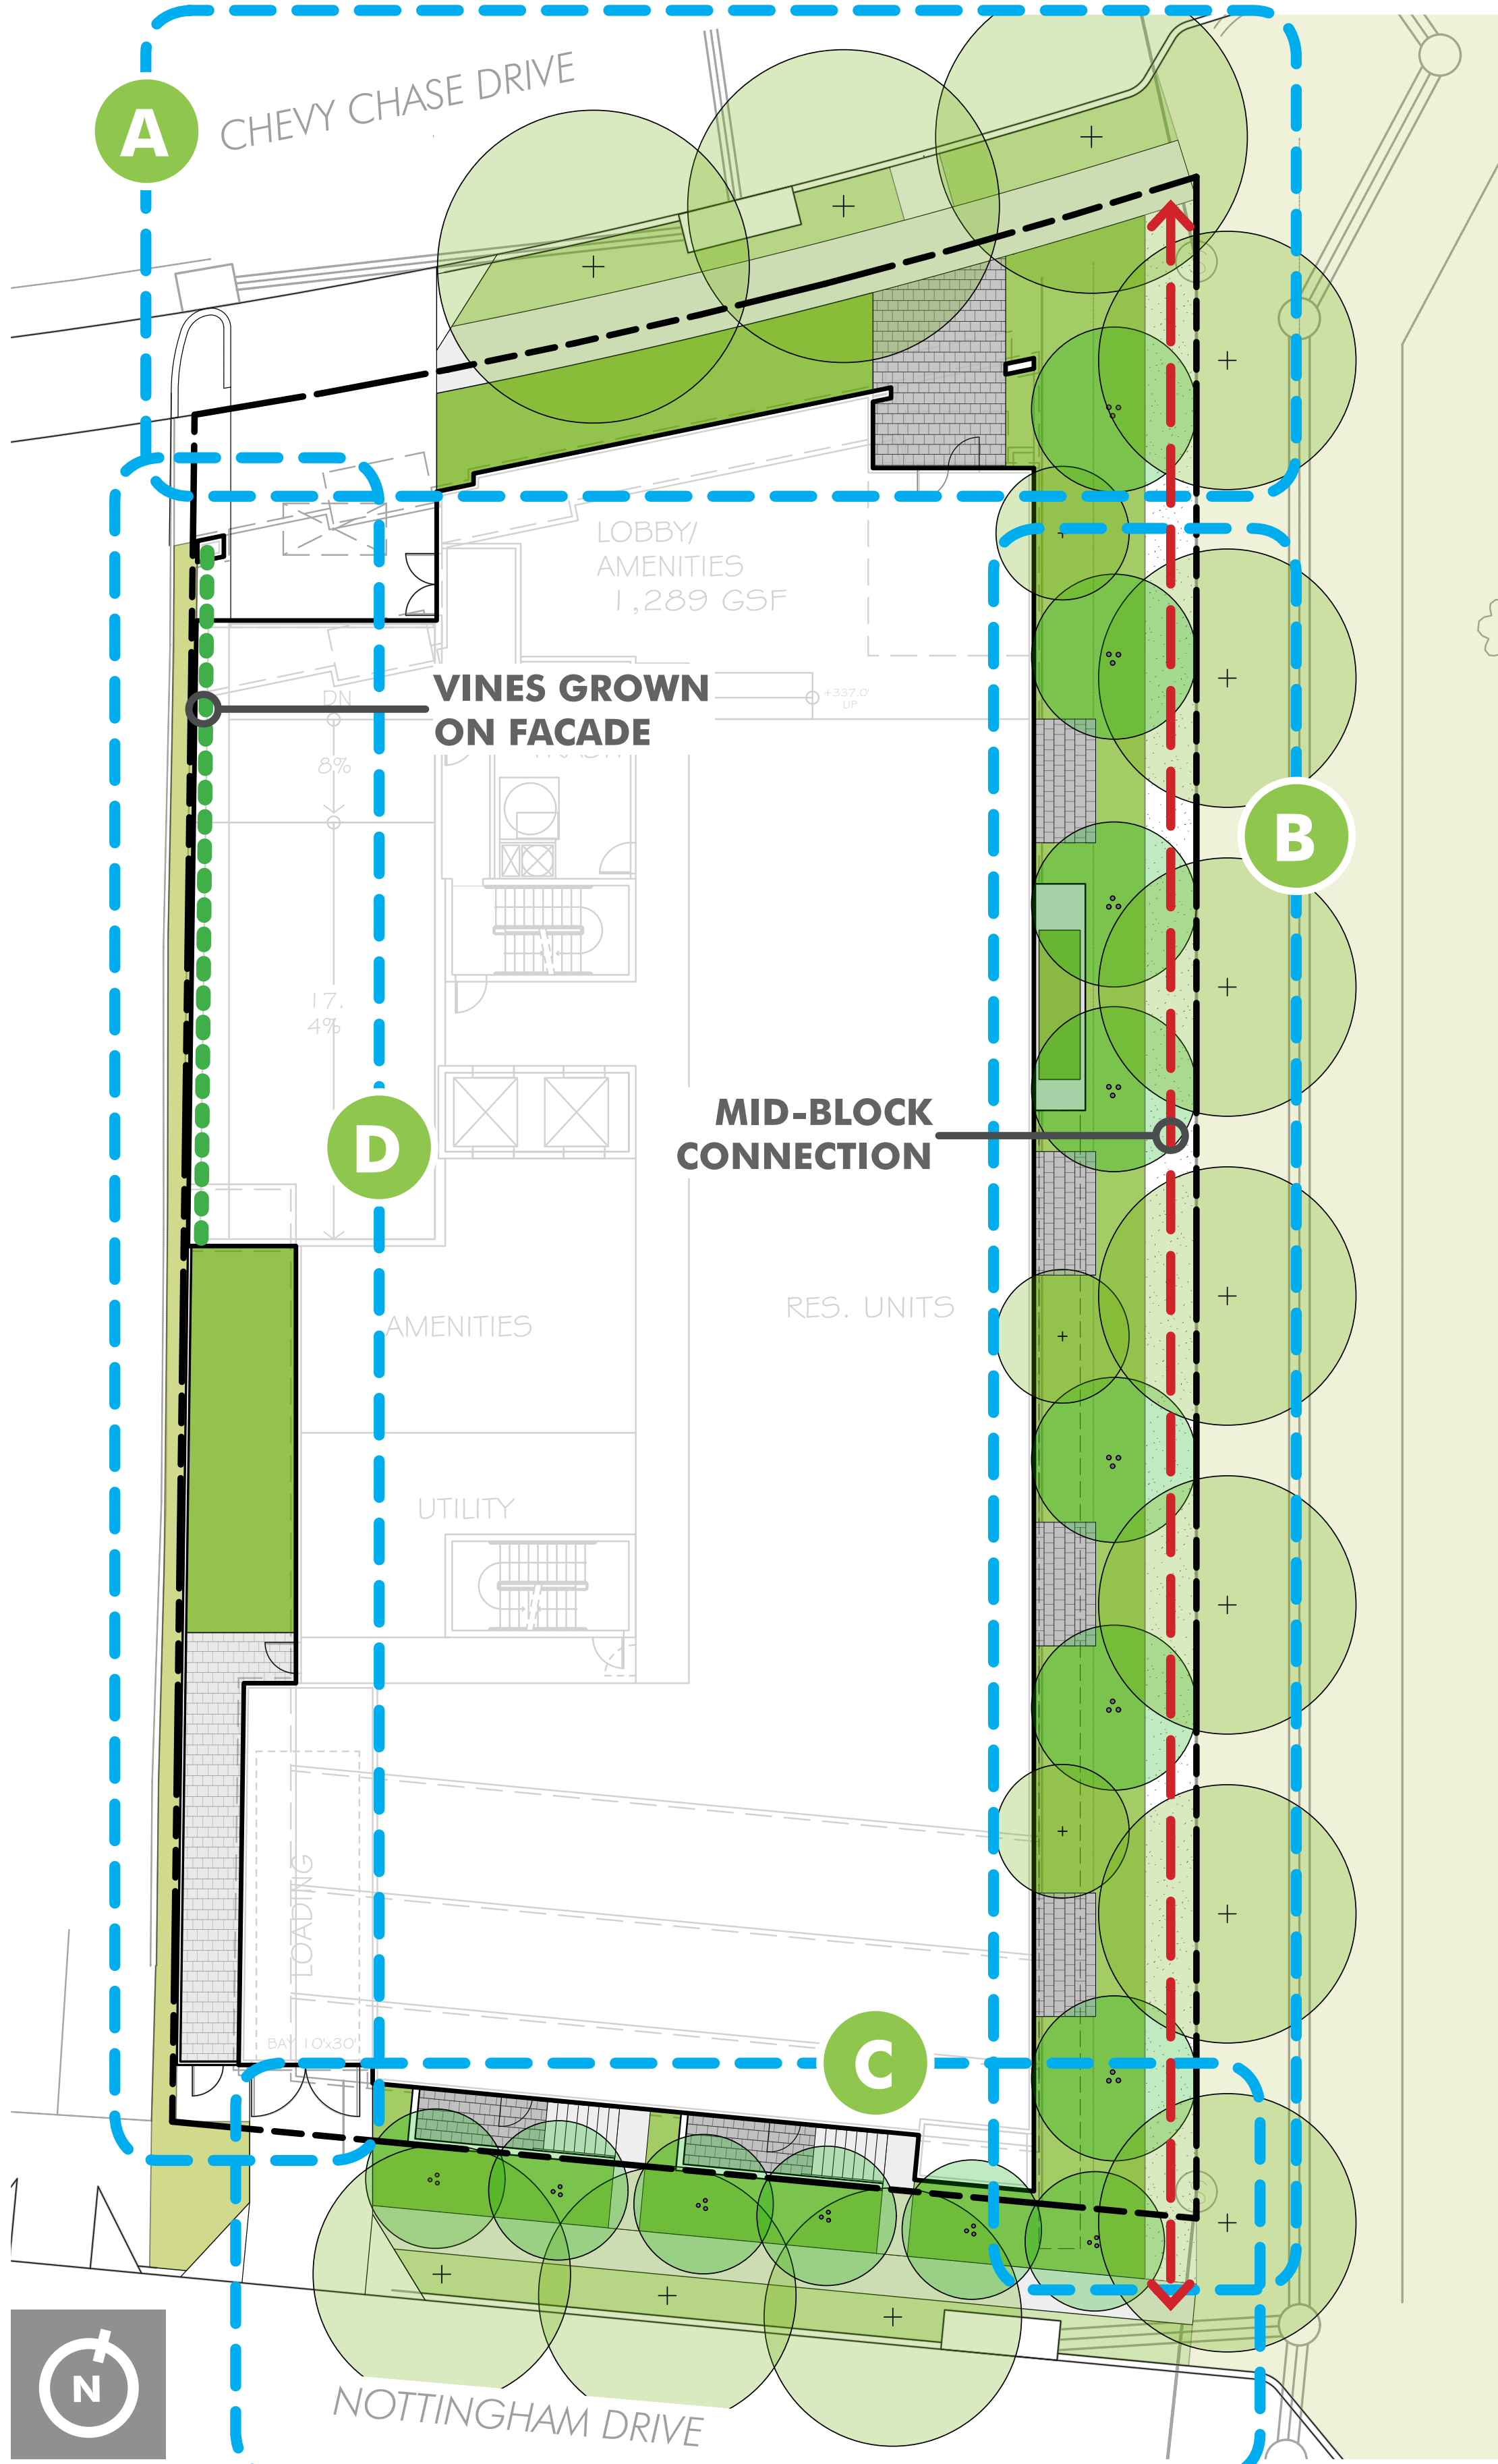 A
CHEVY CHASE DRIVE
LOBBY/
AMENITIES
1,289 GSF
VINES GROWN
ON FACADE
DN
+337.0'
UP
8%
B
17.
4%
D
MID-BLOCK
CONNECTION
AMENITIES
RES. UNITS
UTILITY
LOADING
BAY 10'x30'
C
N
NOTTINGHAM DRIVE